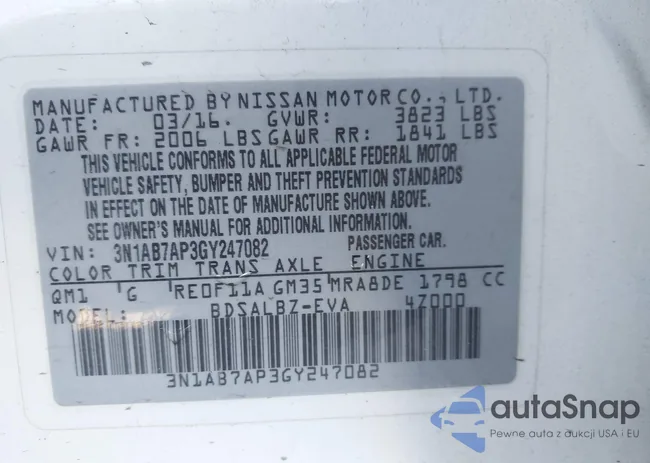 MANUFACTURED BY NISSAN MOTOR CO., LTD.
DATE: 03/16. GVWR: 3823 LBS
GAWR FR: 2006 LBS GAWR RR: 1841 LBS
THIS VEHICLE CONFORMS TO ALL APPLICABLE FEDERAL MOTOR
VEHICLE SAFETY, BUMPER AND THEFT PREVENTION STANDARDS
IN EFFECT ON THE DATE OF MANUFACTURE SHOWN ABOVE.
SEE OWNER'S MANUAL FOR ADDITIONAL INFORMATION.
VIN: 3N1AB7AP3GY247082 PASSENGER CAR.
COLOR TRIM TRANS AXLE ENGINE
QM1 G RE0F11A GM35 MRA8DE 1798 CC
MODEL: BDSALBZ-EVA 4Z000
3N1AB7AP3GY247082
autaSnap
Pewne auta z aukcji USA i EU